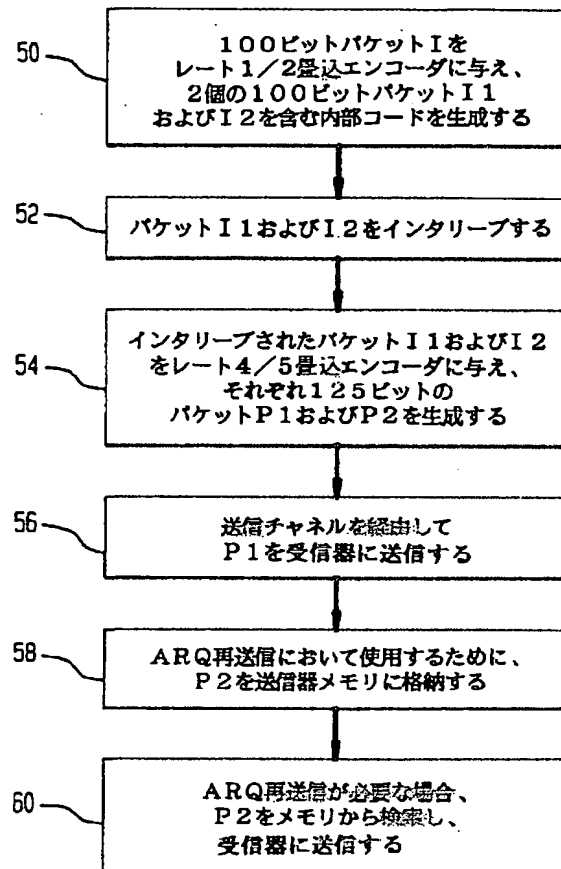 50
100ビットパケットIを
レート1/2畳込エンコーダに与え、
2個の100ビットパケットI1
およびI2を含む内部コードを生成する
52
パケットI1およびI2をインタリーブする
54
インタリーブされたパケットI1およびI2
をレート4/5畳込エンコーダに与え、
それぞれ125ビットの
パケットP1およびP2を生成する
56
送信チャネルを経由して
P1を受信器に送信する
58
ARQ再送信において使用するために、
P2を送信器メモリに格納する
60
ARQ再送信が必要な場合、
P2をメモリから検索し、
受信器に送信する